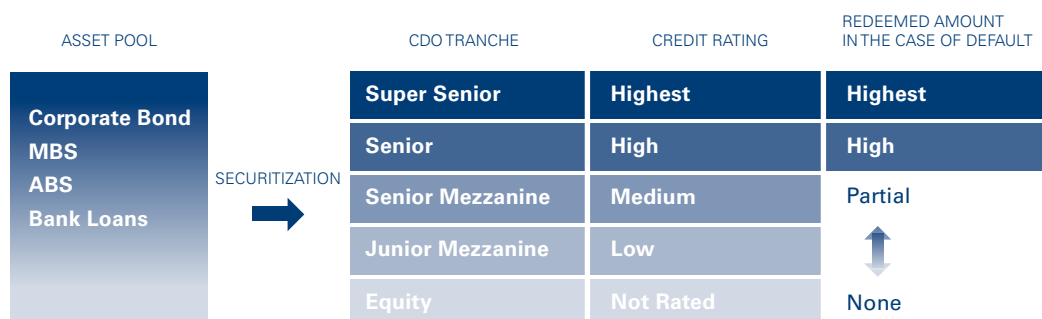 ASSET POOL
CDO TRANCHE
CREDIT RATING
REDEEMED AMOUNT
IN THE CASE OF DEFAULT
Corporate Bond
MBS
ABS
Bank Loans
SECURITIZATION
Super Senior
Highest
Highest
Senior
High
High
Senior Mezzanine
Medium
Partial
Junior Mezzanine
Low
Equity
Not Rated
None